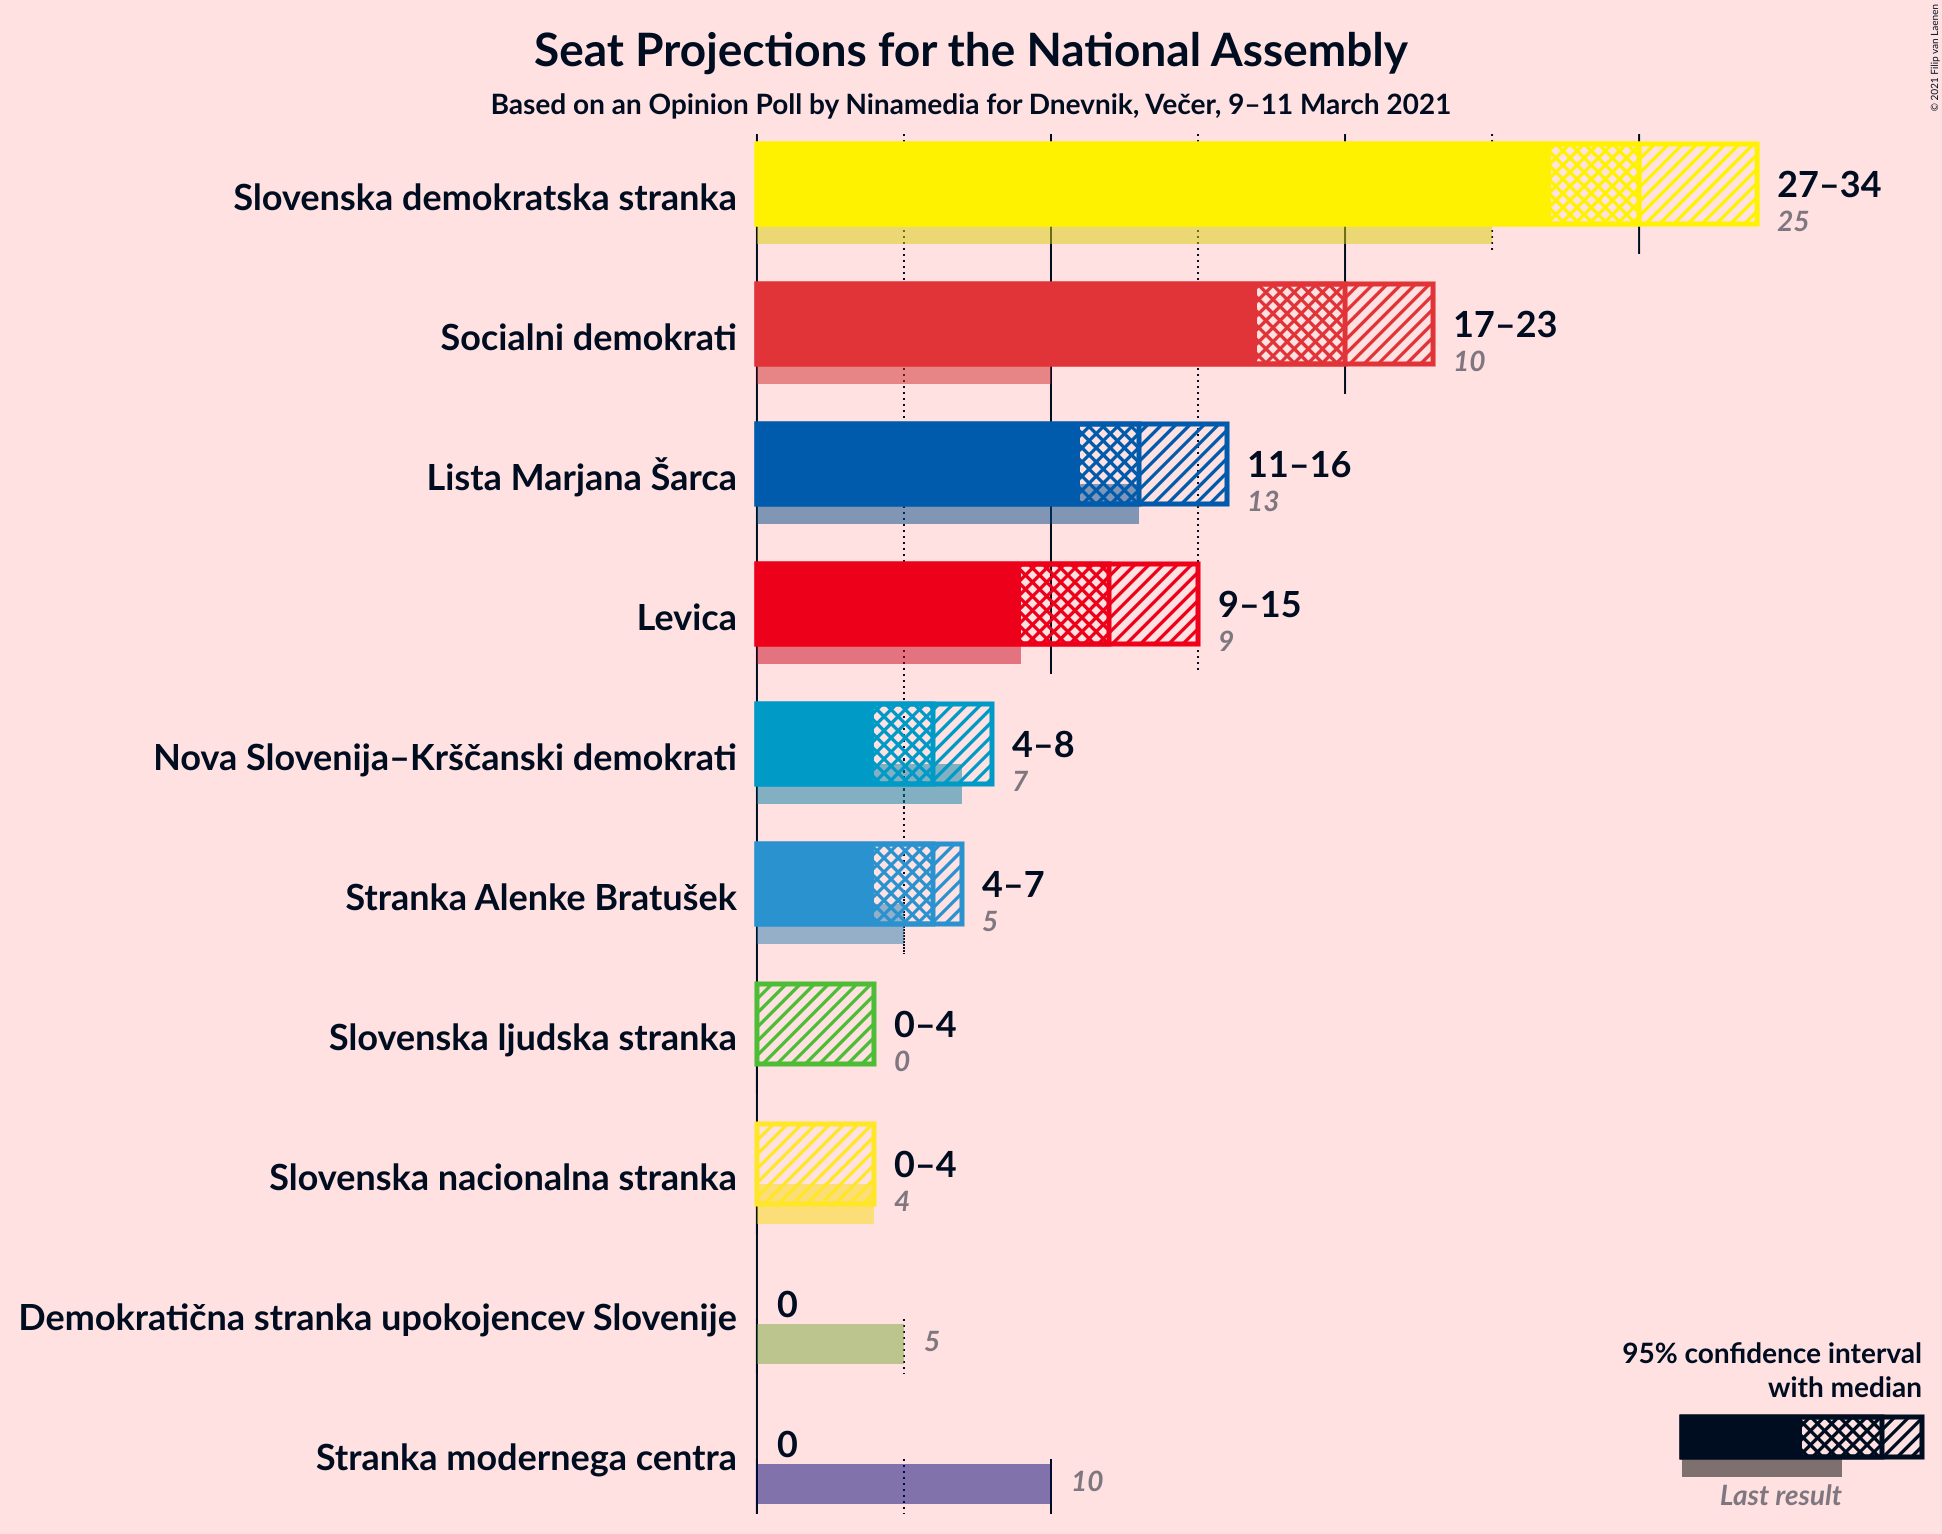 Seat Projections for the National Assembly
Based on an Opinion Poll by Ninamedia for Dnevnik, Večer, 9–11 March 2021
© 2021 Filip van Laenen
Slovenska demokratska stranka
27–34
25
Socialni demokrati
17–23
10
Lista Marjana Šarca
11–16
13
Levica
9–15
9
Nova Slovenija–Krščanski demokrati
4–8
7
Stranka Alenke Bratušek
4–7
5
Slovenska ljudska stranka
0–4
0
Slovenska nacionalna stranka
0–4
4
Demokratična stranka upokojencev Slovenije
0
5
Stranka modernega centra
0
10
95% confidence interval
with median
Last result